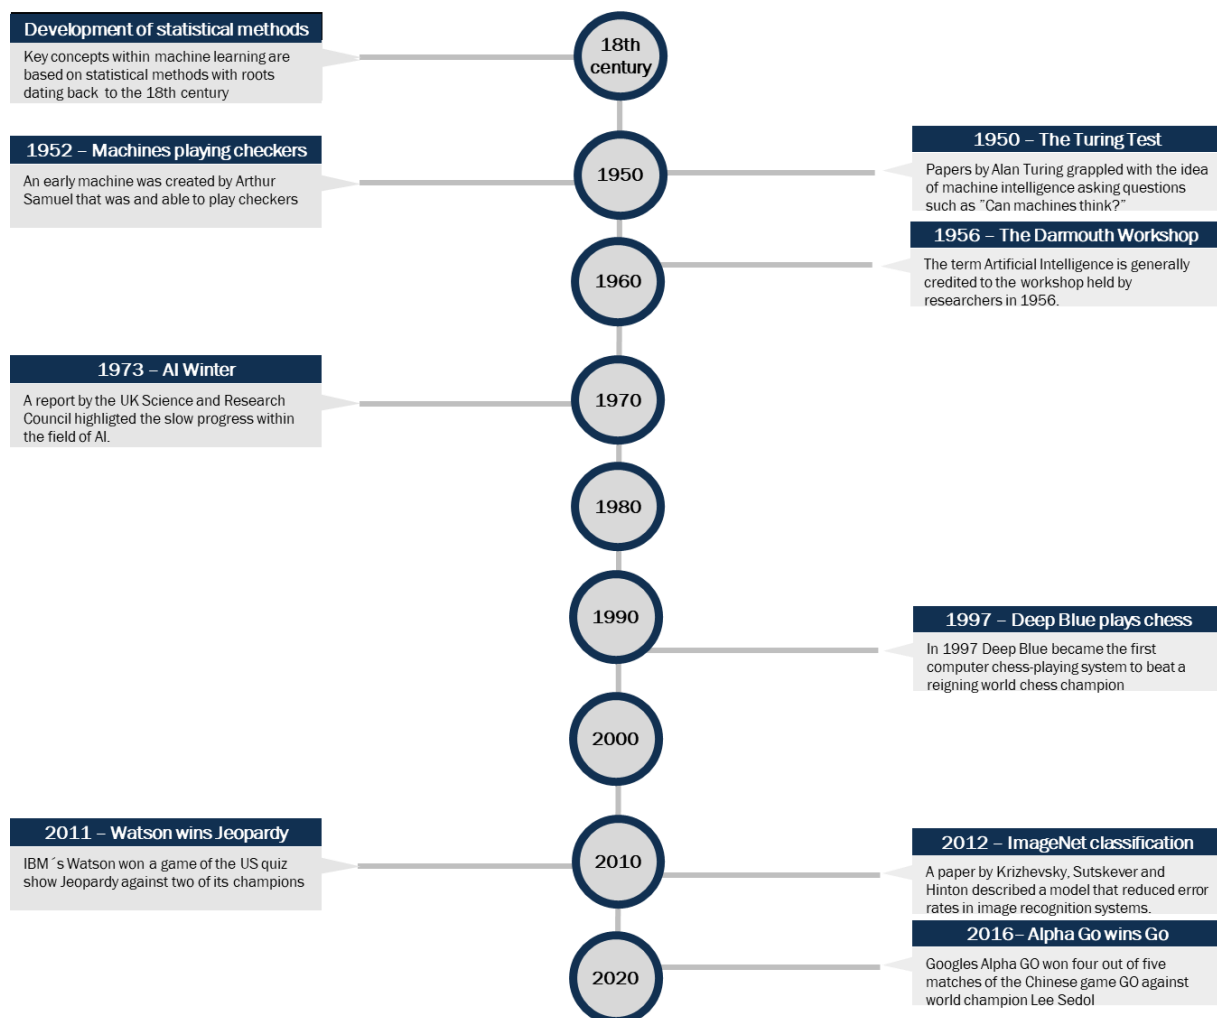 Development of statistical methods
Key concepts within machine learning are
based on statistical methods with roots
dating back to the 18th century
18th
century
1952 – Machines playing checkers
An early machine was created by Arthur
Samuel that was and able to play checkers
1950
1950 – The Turing Test
Papers by Alan Turing grappled with the idea
of machine intelligence asking questions
such as "Can machines think?"
1956 – The Darmouth Workshop
The term Artificial Intelligence is generally
credited to the workshop held by
researchers in 1956.
1960
1973 – AI Winter
A report by the UK Science and Research
Council highligted the slow progress within
the field of AI.
1970
1980
1990
1997 – Deep Blue plays chess
In 1997 Deep Blue became the first
computer chess-playing system to beat a
reigning world chess champion
2000
2011 – Watson wins Jeopardy
IBM´s Watson won a game of the US quiz
show Jeopardy against two of its champions
2010
2012 – ImageNet classification
A paper by Krizhevsky, Sutskever and
Hinton described a model that reduced error
rates in image recognition systems.
2016– Alpha Go wins Go
Googles Alpha GO won four out of five
matches of the Chinese game GO against
world champion Lee Sedol
2020